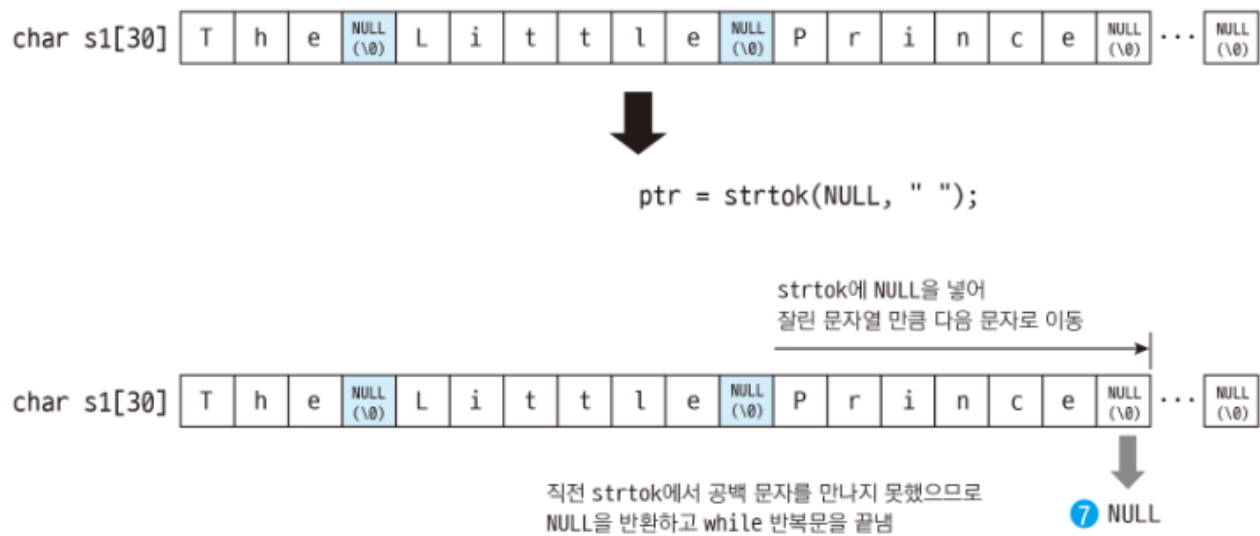 char s1[30] T h e NULL (\0) L i t t l e NULL (\0) P r i n c e NULL (\0) ... NULL (\0)
ptr = strtok(NULL, " ");
strtok에 NULL을 넣어
잘린 문자열 만큼 다음 문자로 이동
char s1[30] T h e NULL (\0) L i t t l e NULL (\0) P r i n c e NULL (\0) ... NULL (\0)
직전 strtok에서 공백 문자를 만나지 못했으므로
NULL을 반환하고 while 반복문을 끝냄
7 NULL